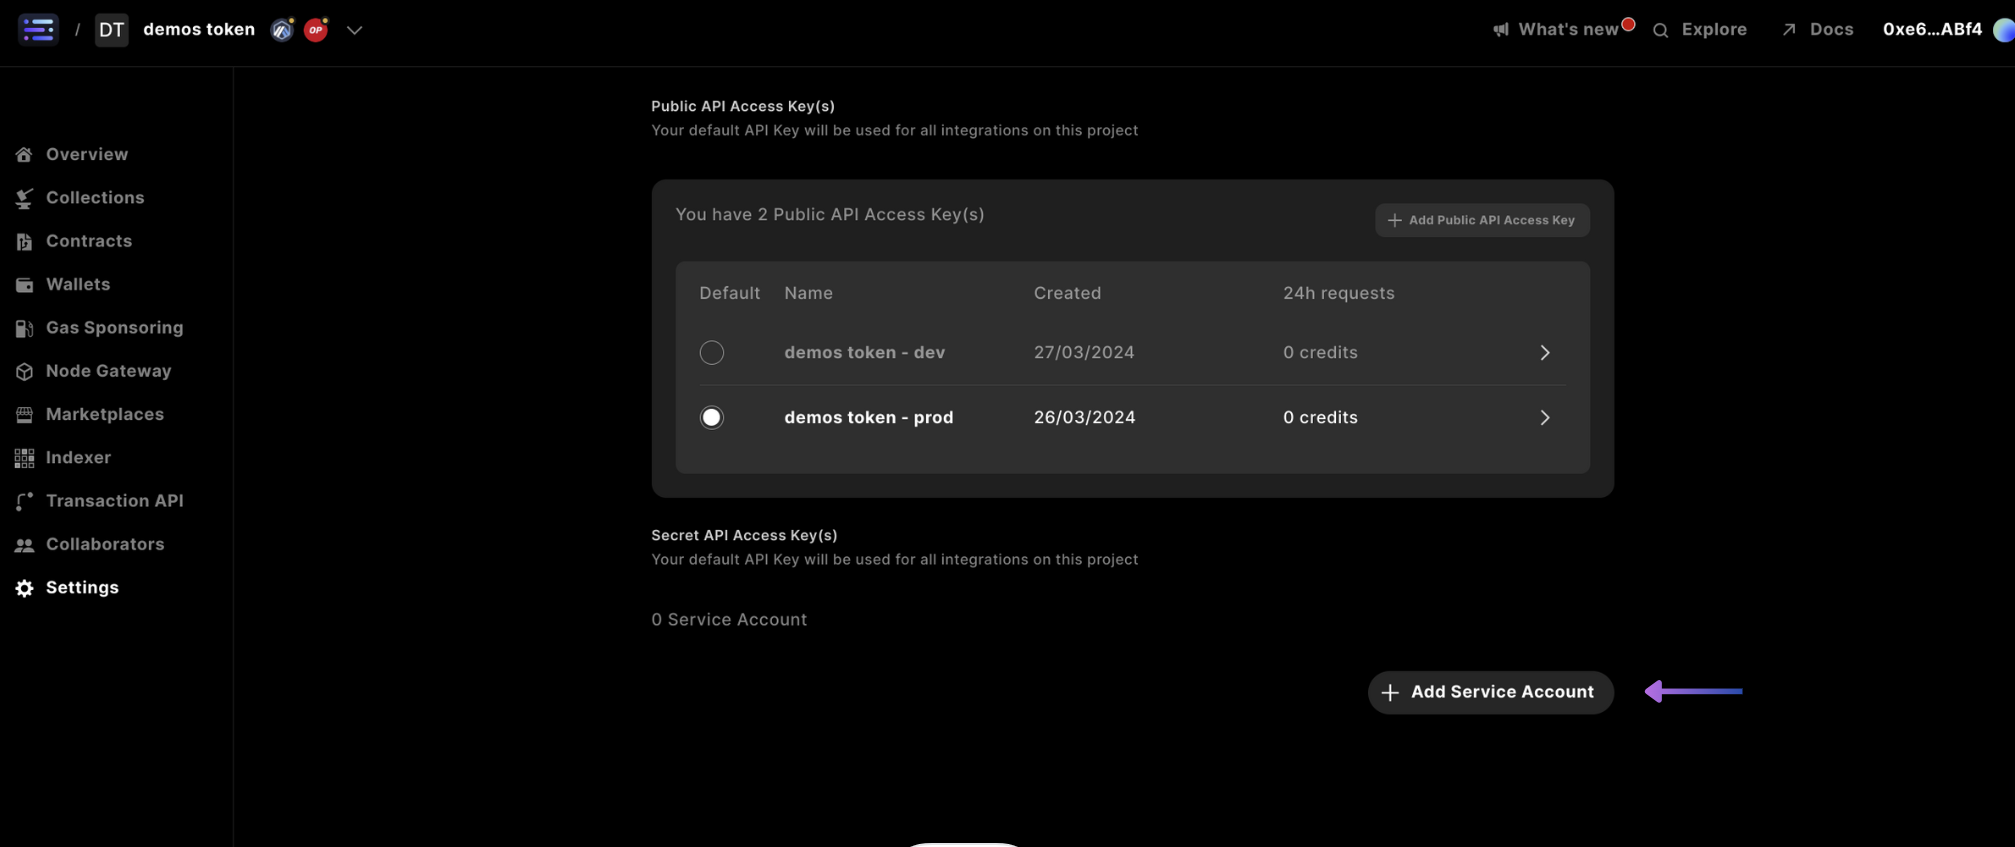 / DT demos token OP What's new Explore Docs 0xe6...ABf4
Overview
Collections
Contracts
Wallets
Gas Sponsoring
Node Gateway
Marketplaces
Indexer
Transaction API
Collaborators
Settings
Public API Access Key(s)
Your default API Key will be used for all integrations on this project
You have 2 Public API Access Key(s)
Add Public API Access Key
Default Name Created 24h requests
demos token - dev 27/03/2024 0 credits
demos token - prod 26/03/2024 0 credits
Secret API Access Key(s)
Your default API Key will be used for all integrations on this project
0 Service Account
+ Add Service Account